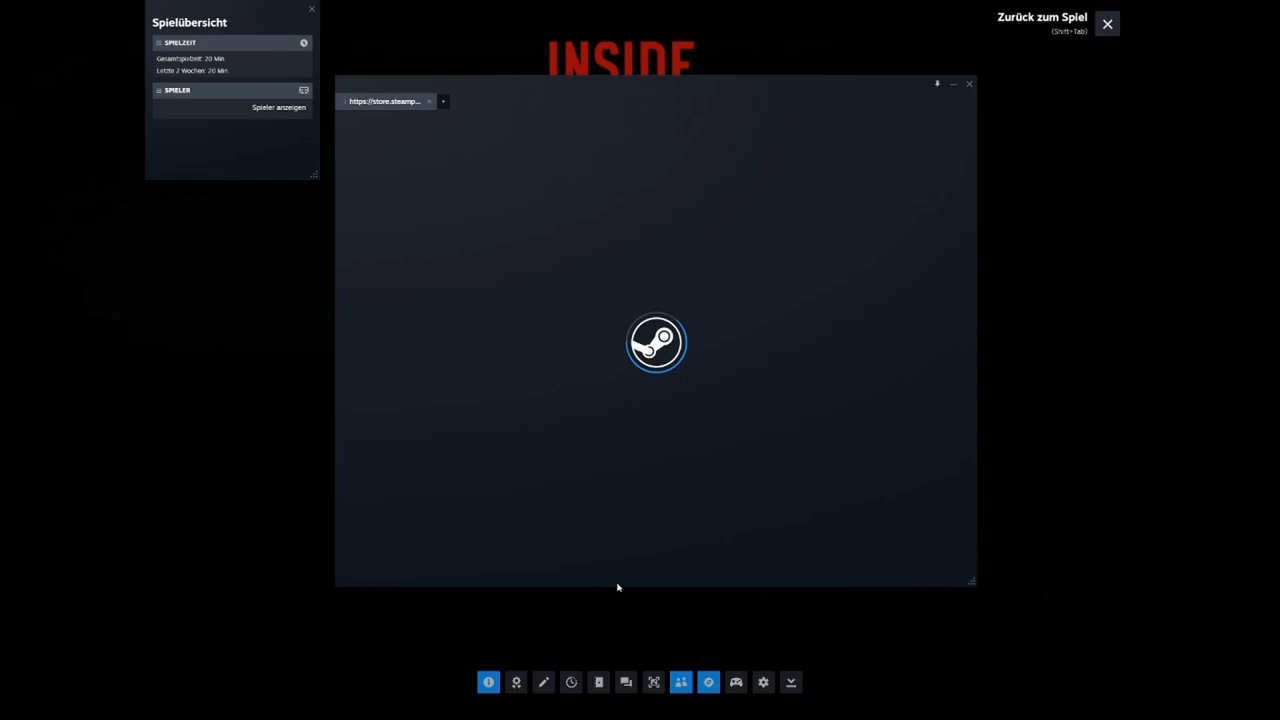 Spielübersicht
SPIELZEIT
Gesamtspielzeit: 20 Min.
Letzte 2 Wochen: 20 Min.
SPIELER
Spieler anzeigen
Zurück zum Spiel
(Shift+Tab)
INSIDE
https://store.steamp...